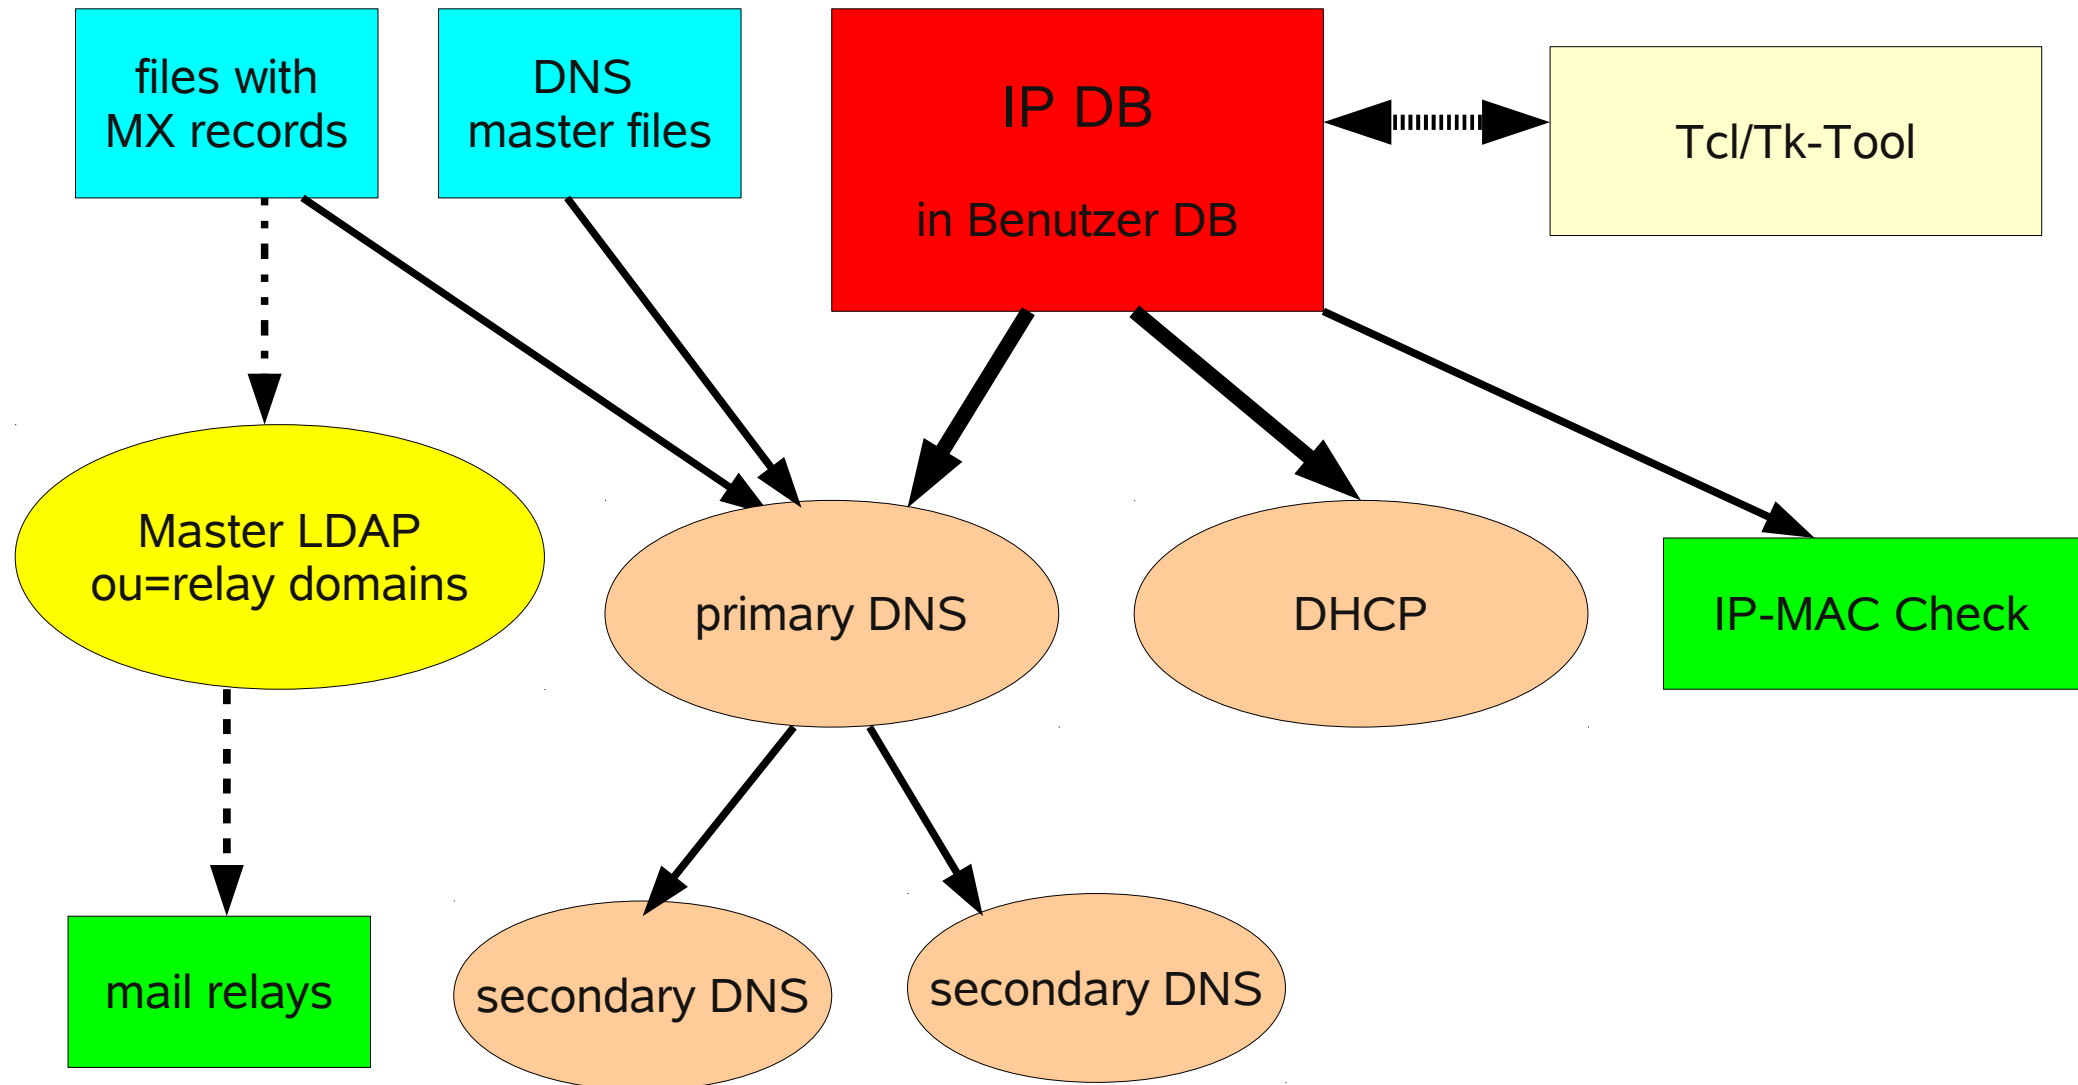 files with
MX records
DNS
master files
IP DB
in Benutzer DB
Tcl/Tk-Tool
Master LDAP
ou=relay domains
primary DNS
DHCP
IP-MAC Check
mail relays
secondary DNS
secondary DNS